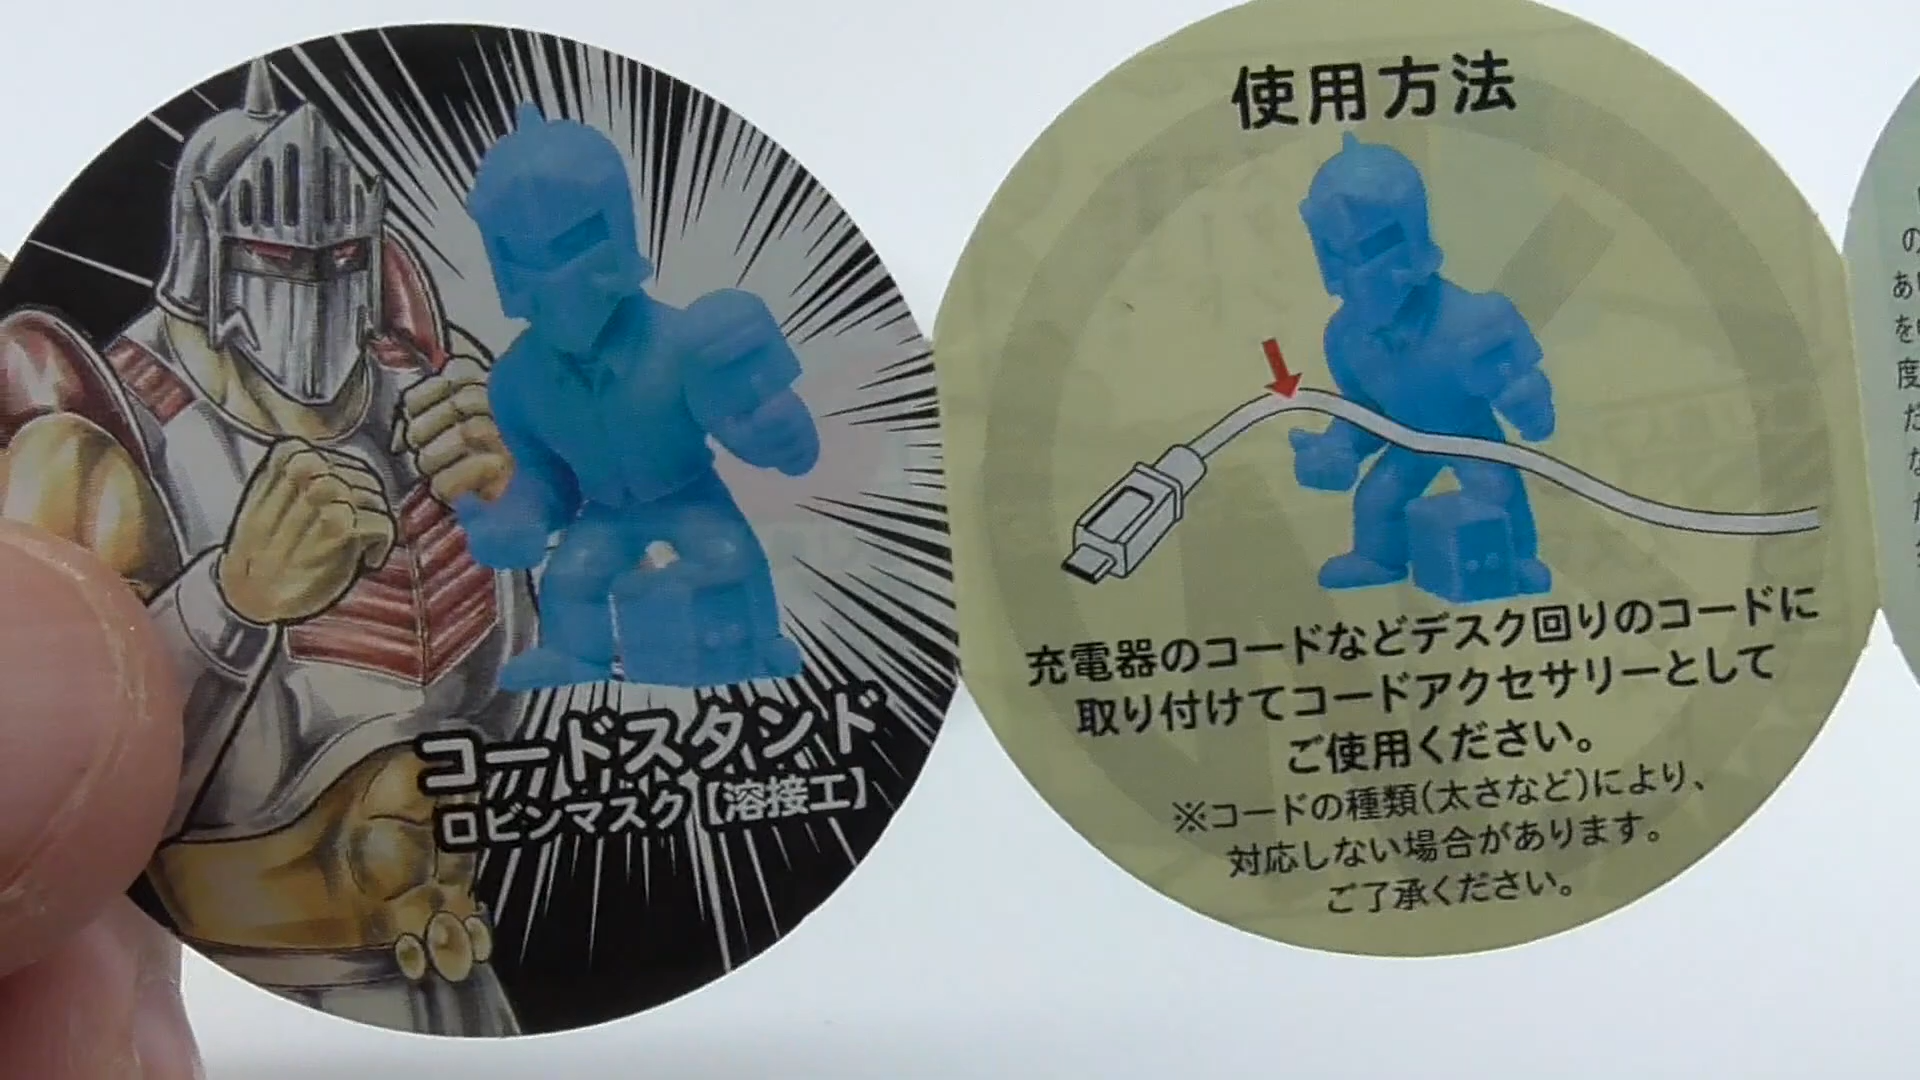 コードスタンド
ロビンマスク【溶接工】
使用方法
充電器のコードなどデスク回りのコードに
取り付けてコードアクセサリーとして
ご使用ください。
※コードの種類(太さなど)により、
対応しない場合があります。
ご了承ください。